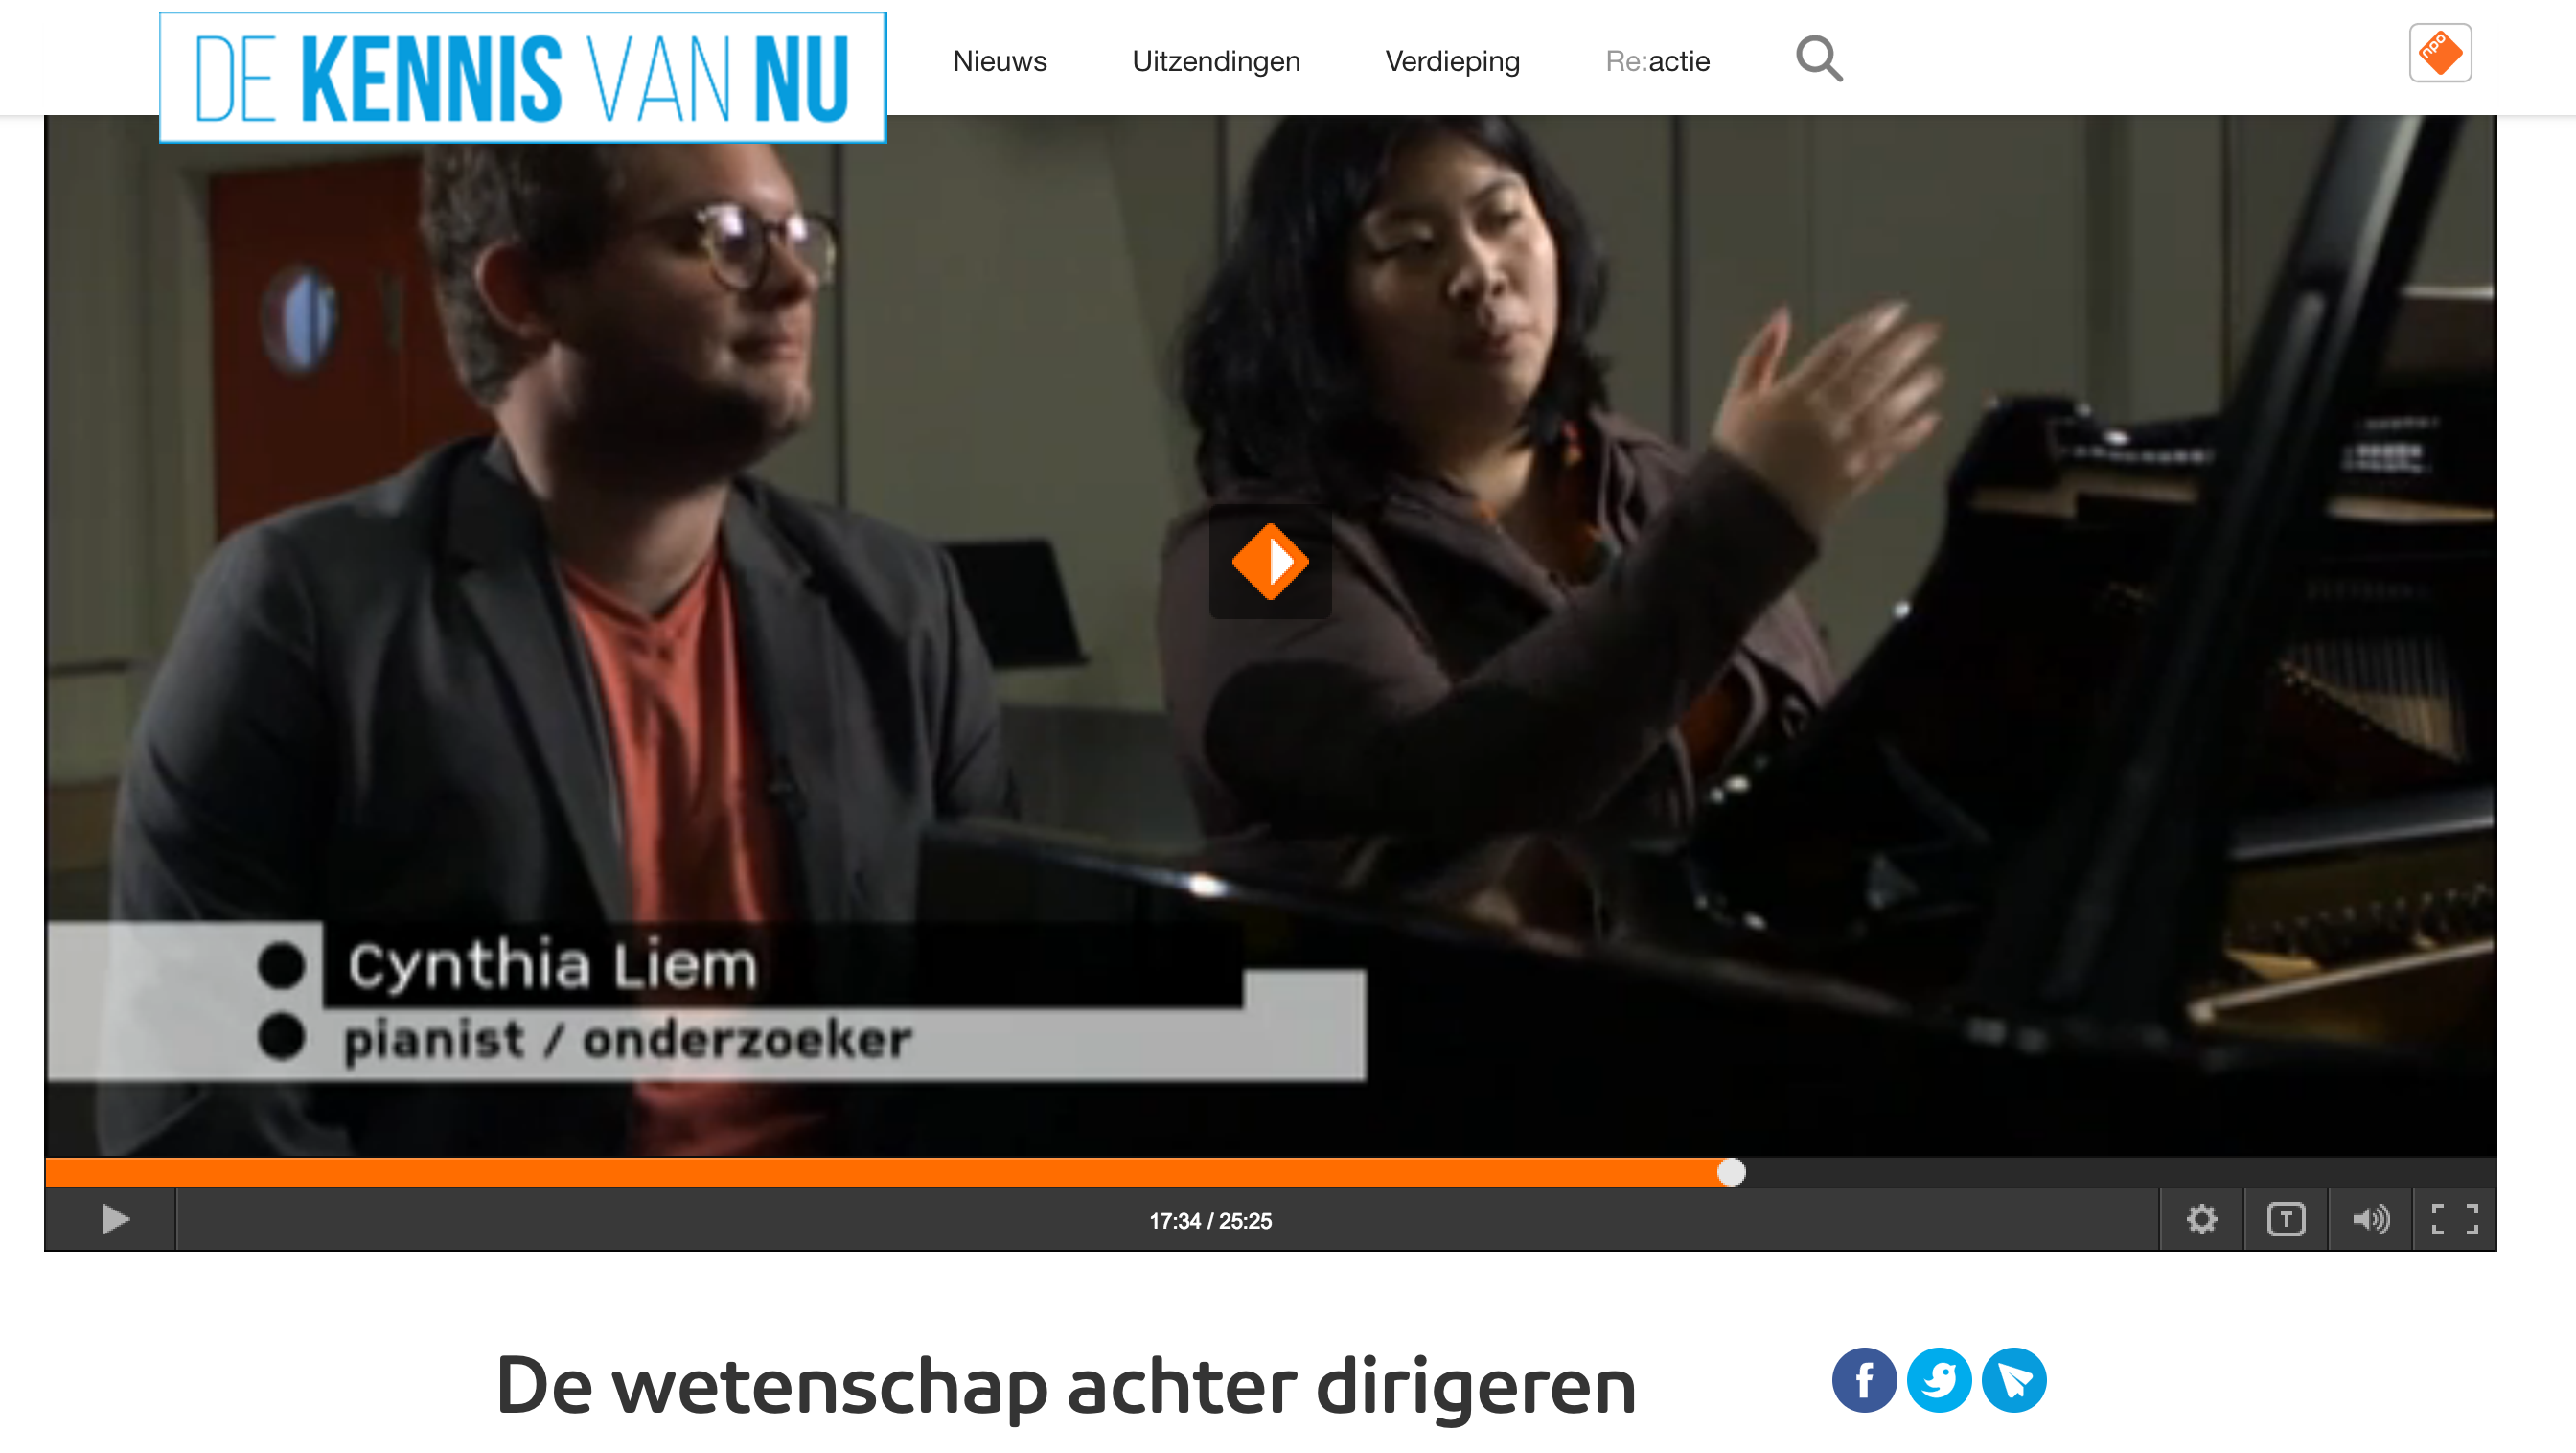 DE KENNIS VAN NU
Nieuws
Uitzendingen
Verdieping
Re:actie
npo
Cynthia Liem
pianist / onderzoeker
17:34 / 25:25
T
De wetenschap achter dirigeren
f